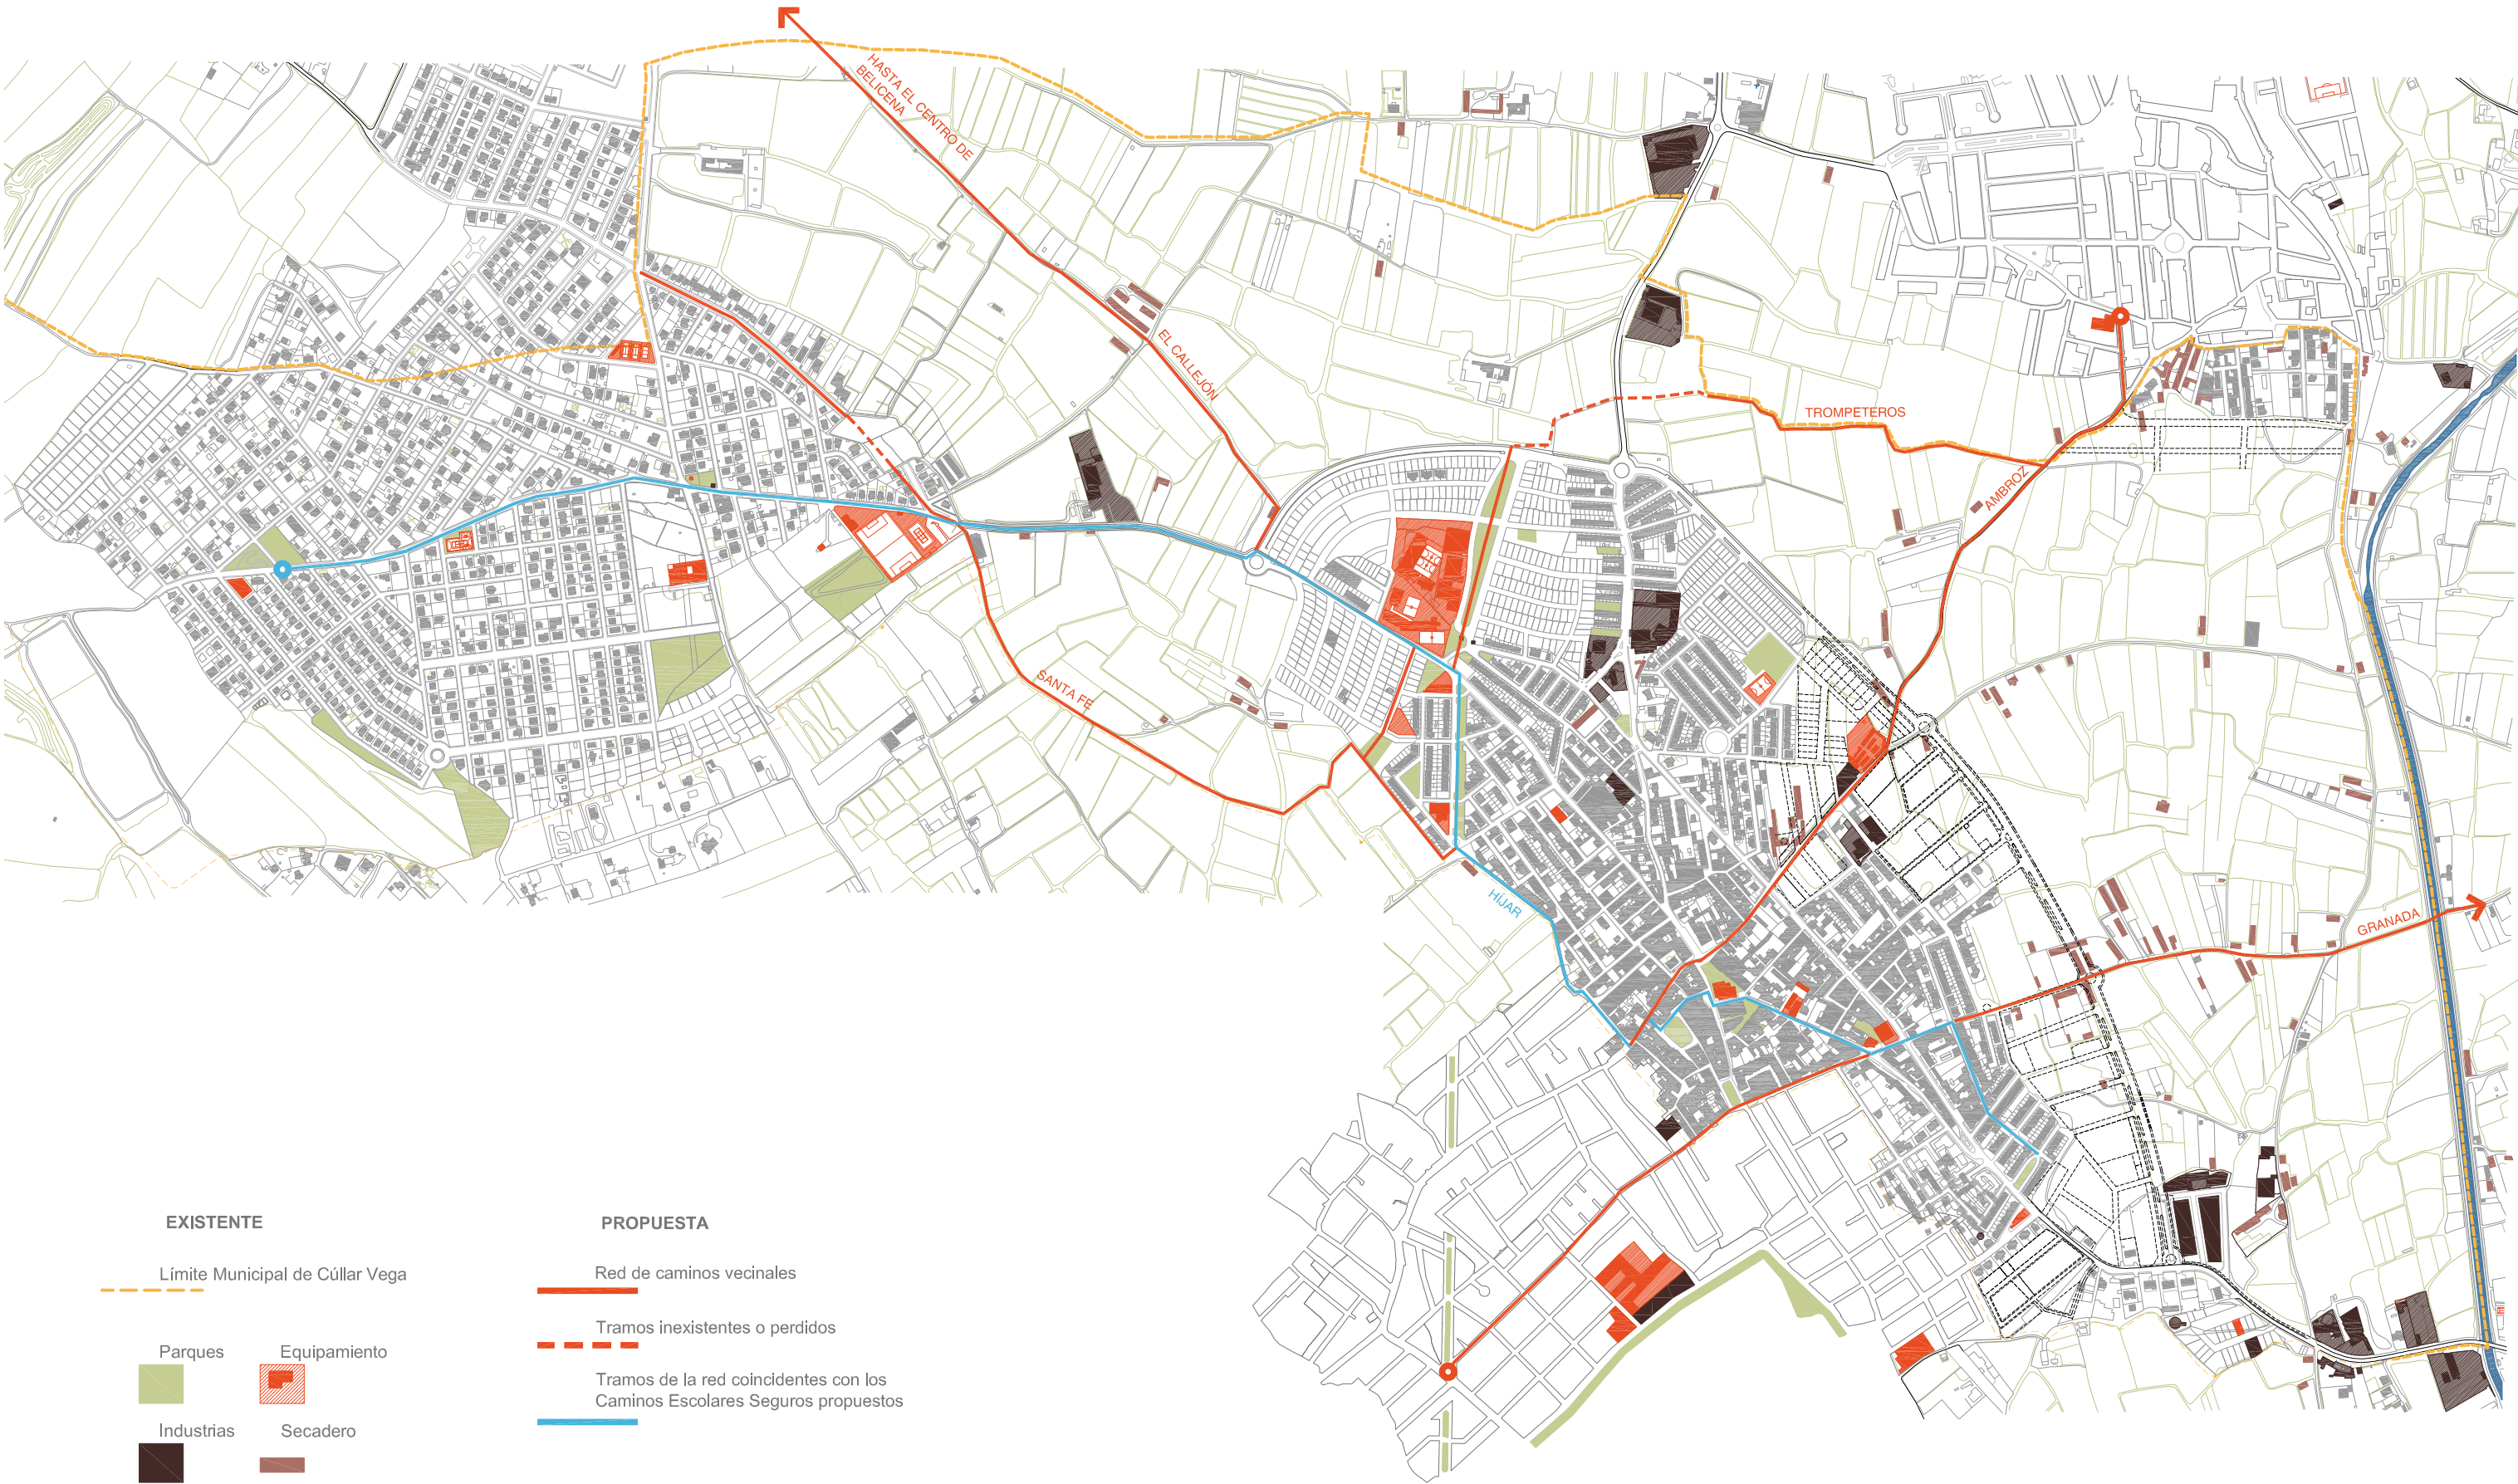 HASTA EL CENTRO DE
BELICENA
EL CALLEJÓN
TROMPETEROS
AMBROZ
SANTA FE
HÍJAR
GRANADA
EXISTENTE
Límite Municipal de Cúllar Vega
Parques
Equipamiento
Industrias
Secadero
PROPUESTA
Red de caminos vecinales
Tramos inexistentes o perdidos
Tramos de la red coincidentes con los
Caminos Escolares Seguros propuestos